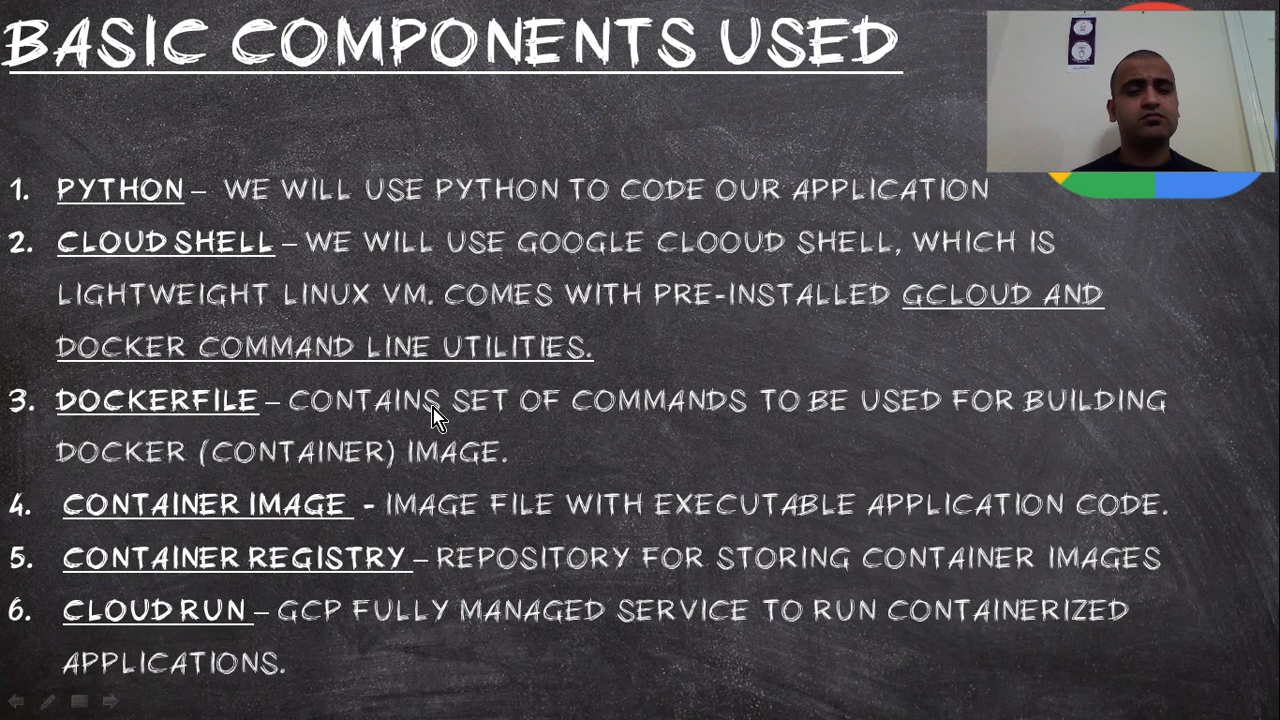 BASIC COMPONENTS USED
1. PYTHON – WE WILL USE PYTHON TO CODE OUR APPLICATION
2. CLOUD SHELL – WE WILL USE GOOGLE CLOOUD SHELL, WHICH IS
LIGHTWEIGHT LINUX VM. COMES WITH PRE-INSTALLED GCLOUD AND
DOCKER COMMAND LINE UTILITIES.
3. DOCKERFILE – CONTAINS SET OF COMMANDS TO BE USED FOR BUILDING
DOCKER (CONTAINER) IMAGE.
4. CONTAINER IMAGE - IMAGE FILE WITH EXECUTABLE APPLICATION CODE.
5. CONTAINER REGISTRY – REPOSITORY FOR STORING CONTAINER IMAGES
6. CLOUD RUN – GCP FULLY MANAGED SERVICE TO RUN CONTAINERIZED
APPLICATIONS.